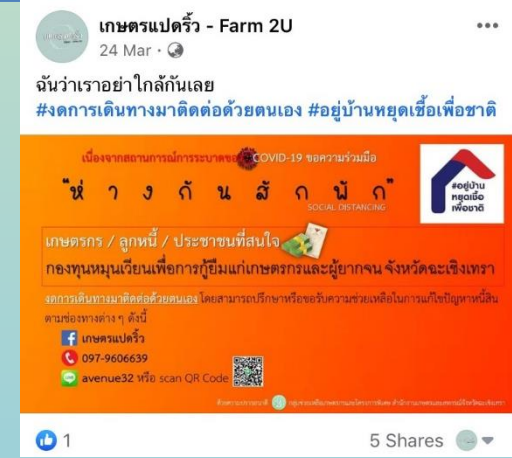 เกษตรแปดริ้ว - Farm 2U
24 Mar
ฉันว่าเราอย่าใกล้กันเลย
#งดการเดินทางมาติดต่อด้วยตนเอง #อยู่บ้านหยุดเชื้อเพื่อชาติ
เนื่องจากสถานการณ์การระบาดของ COVID-19 ขอความร่วมมือ
"ห่างกันสักพัก"
SOCIAL DISTANCING
#อยู่บ้าน
หยุดเชื้อ
เพื่อชาติ
เกษตรกร / ลูกหนี้ / ประชาชนที่สนใจ
กองทุนหมุนเวียนเพื่อการกู้ยืมแก่เกษตรกรและผู้ยากจน จังหวัดฉะเชิงเทรา
งดการเดินทางมาติดต่อด้วยตนเอง โดยสามารถปรึกษาหรือขอรับความช่วยเหลือในการแก้ไขปัญหาหนี้สิน
ตามช่องทางต่าง ๆ ดังนี้
เกษตรแปดริ้ว
097-9606639
avenue32 หรือ scan QR Code
ด้วยความปรารถนาดี
1
5 Shares